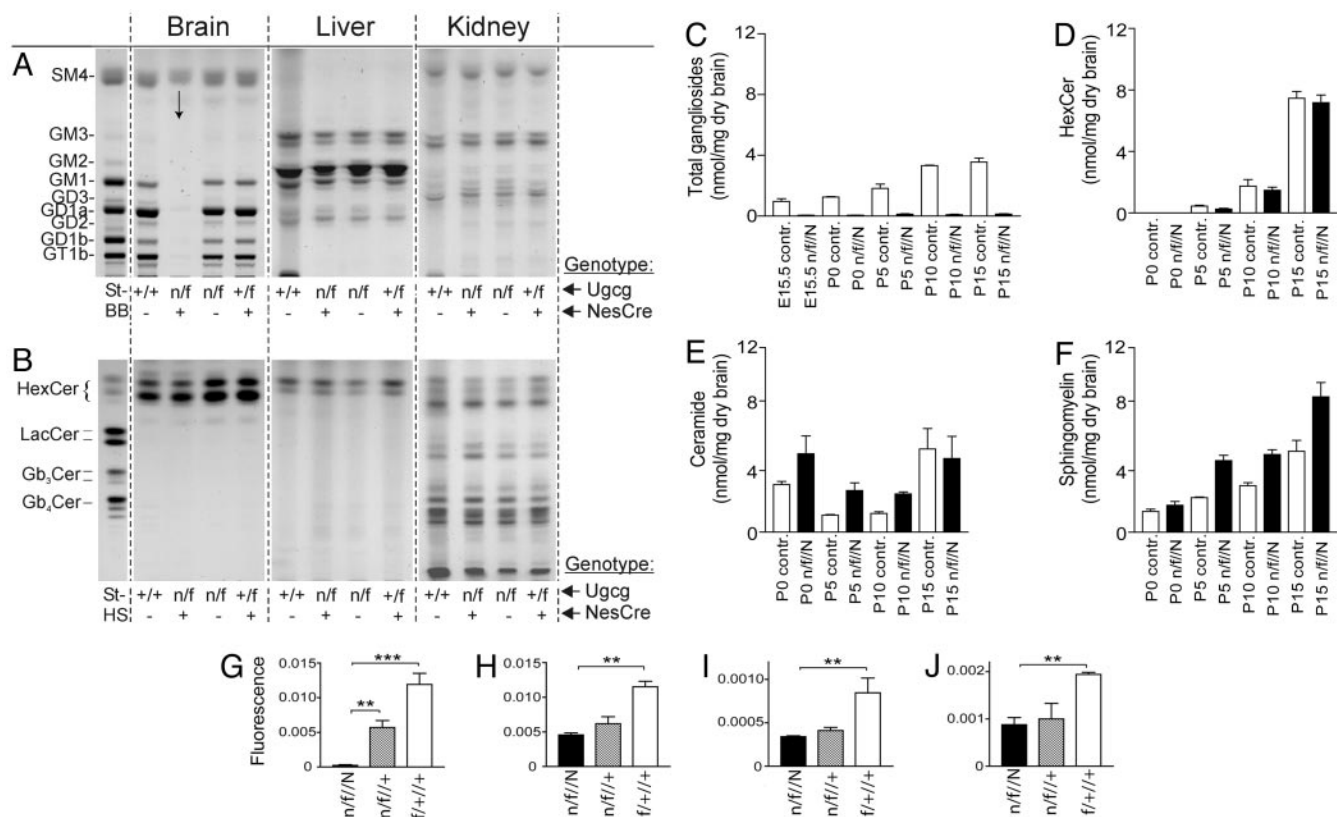 Brain Liver Kidney
A
SM4-
GM3-
GM2-
GM1-
GD3-
GD1a-
GD2-
GD1b-
GT1b-
Genotype:
St- +/+ n/f n/f +/f +/+ n/f n/f +/f +/+ n/f n/f +/f ← Ugcg
BB - + - + - + - + - + - + ← NesCre
B
HexCer {
LacCer
Gb₃Cer
Gb₄Cer
Genotype:
St- +/+ n/f n/f +/f +/+ n/f n/f +/f +/+ n/f n/f +/f ← Ugcg
HS - + - + - + - + - + - + ← NesCre
C
Total gangliosides
(nmol/mg dry brain)
12
8
4
0
E15.5 contr.
E15.5 n/f//N
P0 contr.
P0 n/f//N
P5 contr.
P5 n/f//N
P10 contr.
P10 n/f//N
P15 contr.
P15 n/f//N
D
HexCer
(nmol/mg dry brain)
12
8
4
0
P0 contr.
P0 n/f//N
P5 contr.
P5 n/f//N
P10 contr.
P10 n/f//N
P15 contr.
P15 n/f//N
E
Ceramide
(nmol/mg dry brain)
12
8
4
0
P0 contr.
P0 n/f//N
P5 contr.
P5 n/f//N
P10 contr.
P10 n/f//N
P15 contr.
P15 n/f//N
F
Sphingomyelin
(nmol/mg dry brain)
12
8
4
0
P0 contr.
P0 n/f//N
P5 contr.
P5 n/f//N
P10 contr.
P10 n/f//N
P15 contr.
P15 n/f//N
G
Fluorescence
0.015
0.010
0.005
0
***
**
n/f//N
n/f//+
f/+//+
H
0.015
0.010
0.005
0
**
n/f//N
n/f//+
f/+//+
I
0.0010
0.0005
0
**
n/f//N
n/f//+
f/+//+
J
0.002
0.001
0
**
n/f//N
n/f//+
f/+//+